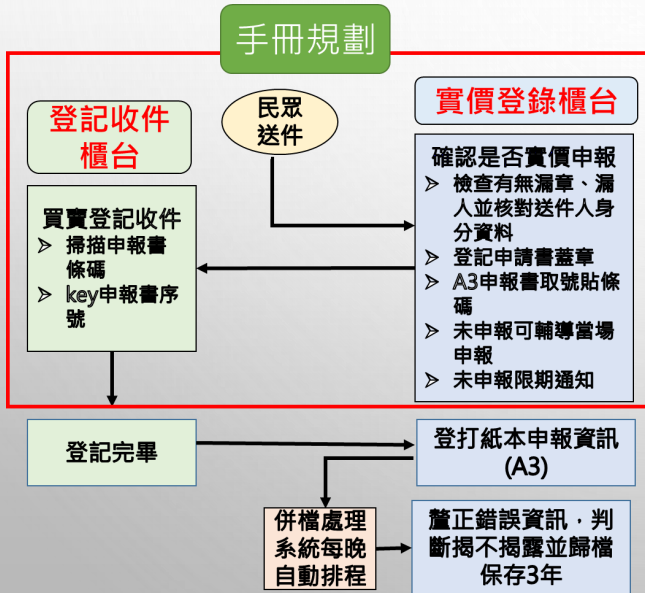 手冊規劃
登記收件
櫃台
民眾
送件
實價登錄櫃台
買賣登記收件
➢ 掃描申報書
條碼
➢ key申報書序
號
確認是否實價申報
➢ 檢查有無漏章、漏
人並核對送件人身
分資料
➢ 登記申請書蓋章
➢ A3申報書取號貼條
碼
➢ 未申報可輔導當場
申報
➢ 未申報限期通知
登記完畢
登打紙本申報資訊
(A3)
併檔處理
系統每晚
自動排程
釐正錯誤資訊，判
斷揭不揭露並歸檔
保存3年